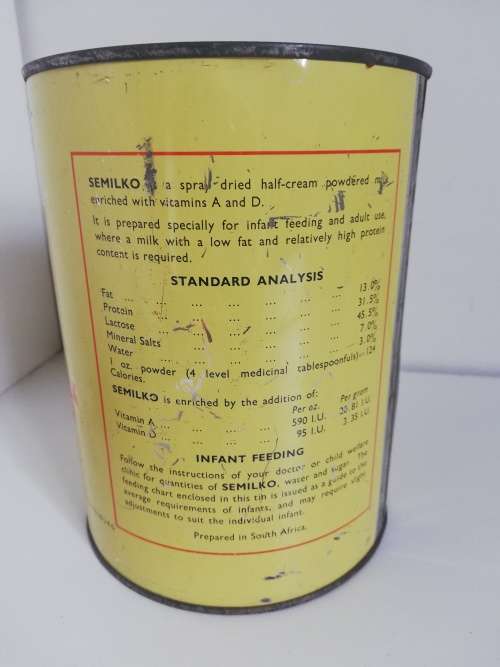 SEMILKO a spray-dried half-cream powdered
enriched with vitamins A and D.
It is prepared specially for infant feeding and adult use,
where a milk with a low fat and relatively high protein
content is required.
STANDARD ANALYSIS
Fat ... ... ... ... ... ... ... 13.0%
Protein ... ... ... ... ... ... 31.5%
Lactose ... ... ... ... ... ... 45.5%
Mineral Salts ... ... ... ... ... 7.0%
Water ... ... ... ... ... ... 3.0%
1 oz. powder (4 level medicinal tablespoonfuls)—124
Calories.
SEMILKO is enriched by the addition of:
Per oz. Per gram
Vitamin A ... ... ... ... 590 I.U. 20.81 I.U.
Vitamin D ... ... ... ... 95 I.U. 3.35 I.U.
INFANT FEEDING
Follow the instructions of your doctor or child welfare
clinic for quantities of SEMILKO, water and sugar. The
feeding chart enclosed in this tin is issued as a guide to the
average requirements of infants, and may require slight
adjustments to suit the individual infant.
Prepared in South Africa.